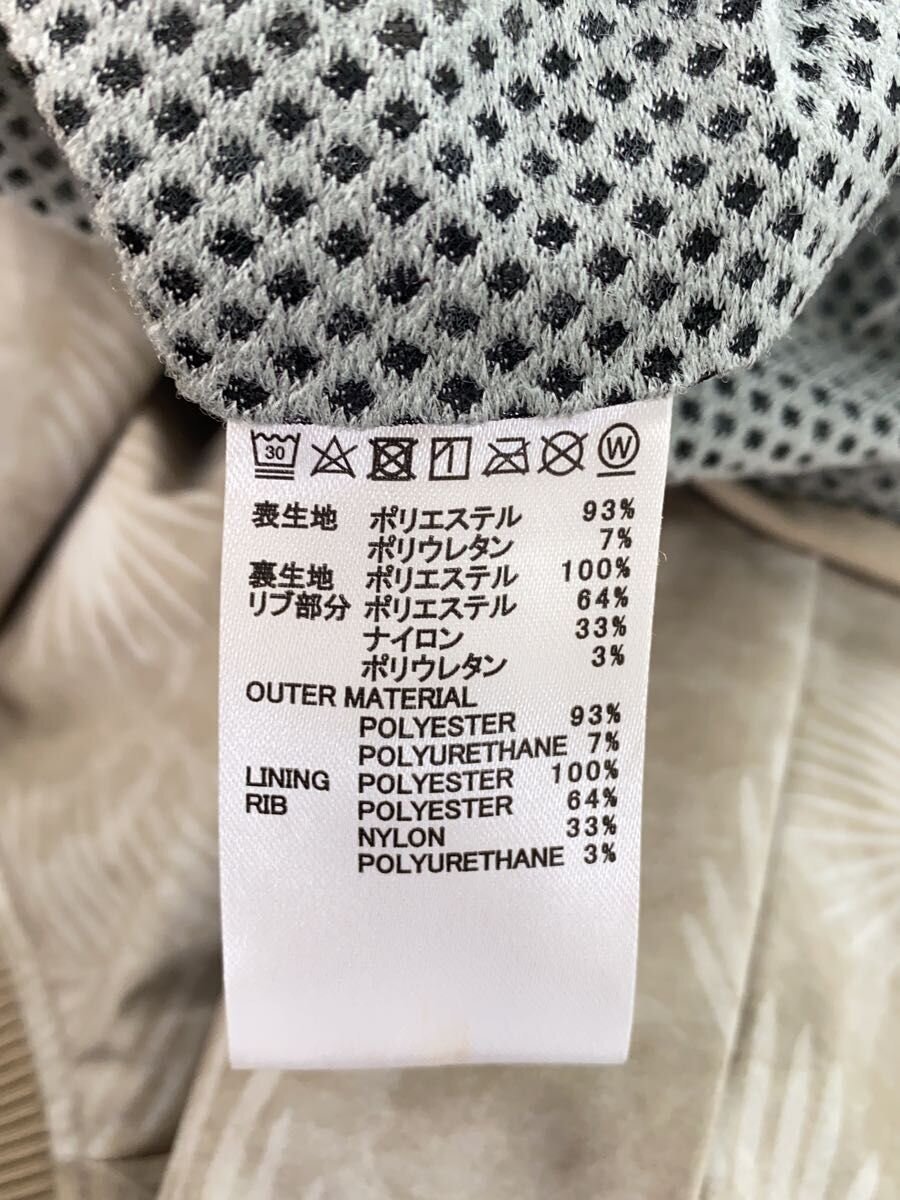 30
W
表生地 ポリエステル 93%
ポリウレタン 7%
裏生地 ポリエステル 100%
リブ部分 ポリエステル 64%
ナイロン 33%
ポリウレタン 3%
OUTER MATERIAL
POLYESTER 93%
POLYURETHANE 7%
LINING POLYESTER 100%
RIB POLYESTER 64%
NYLON 33%
POLYURETHANE 3%